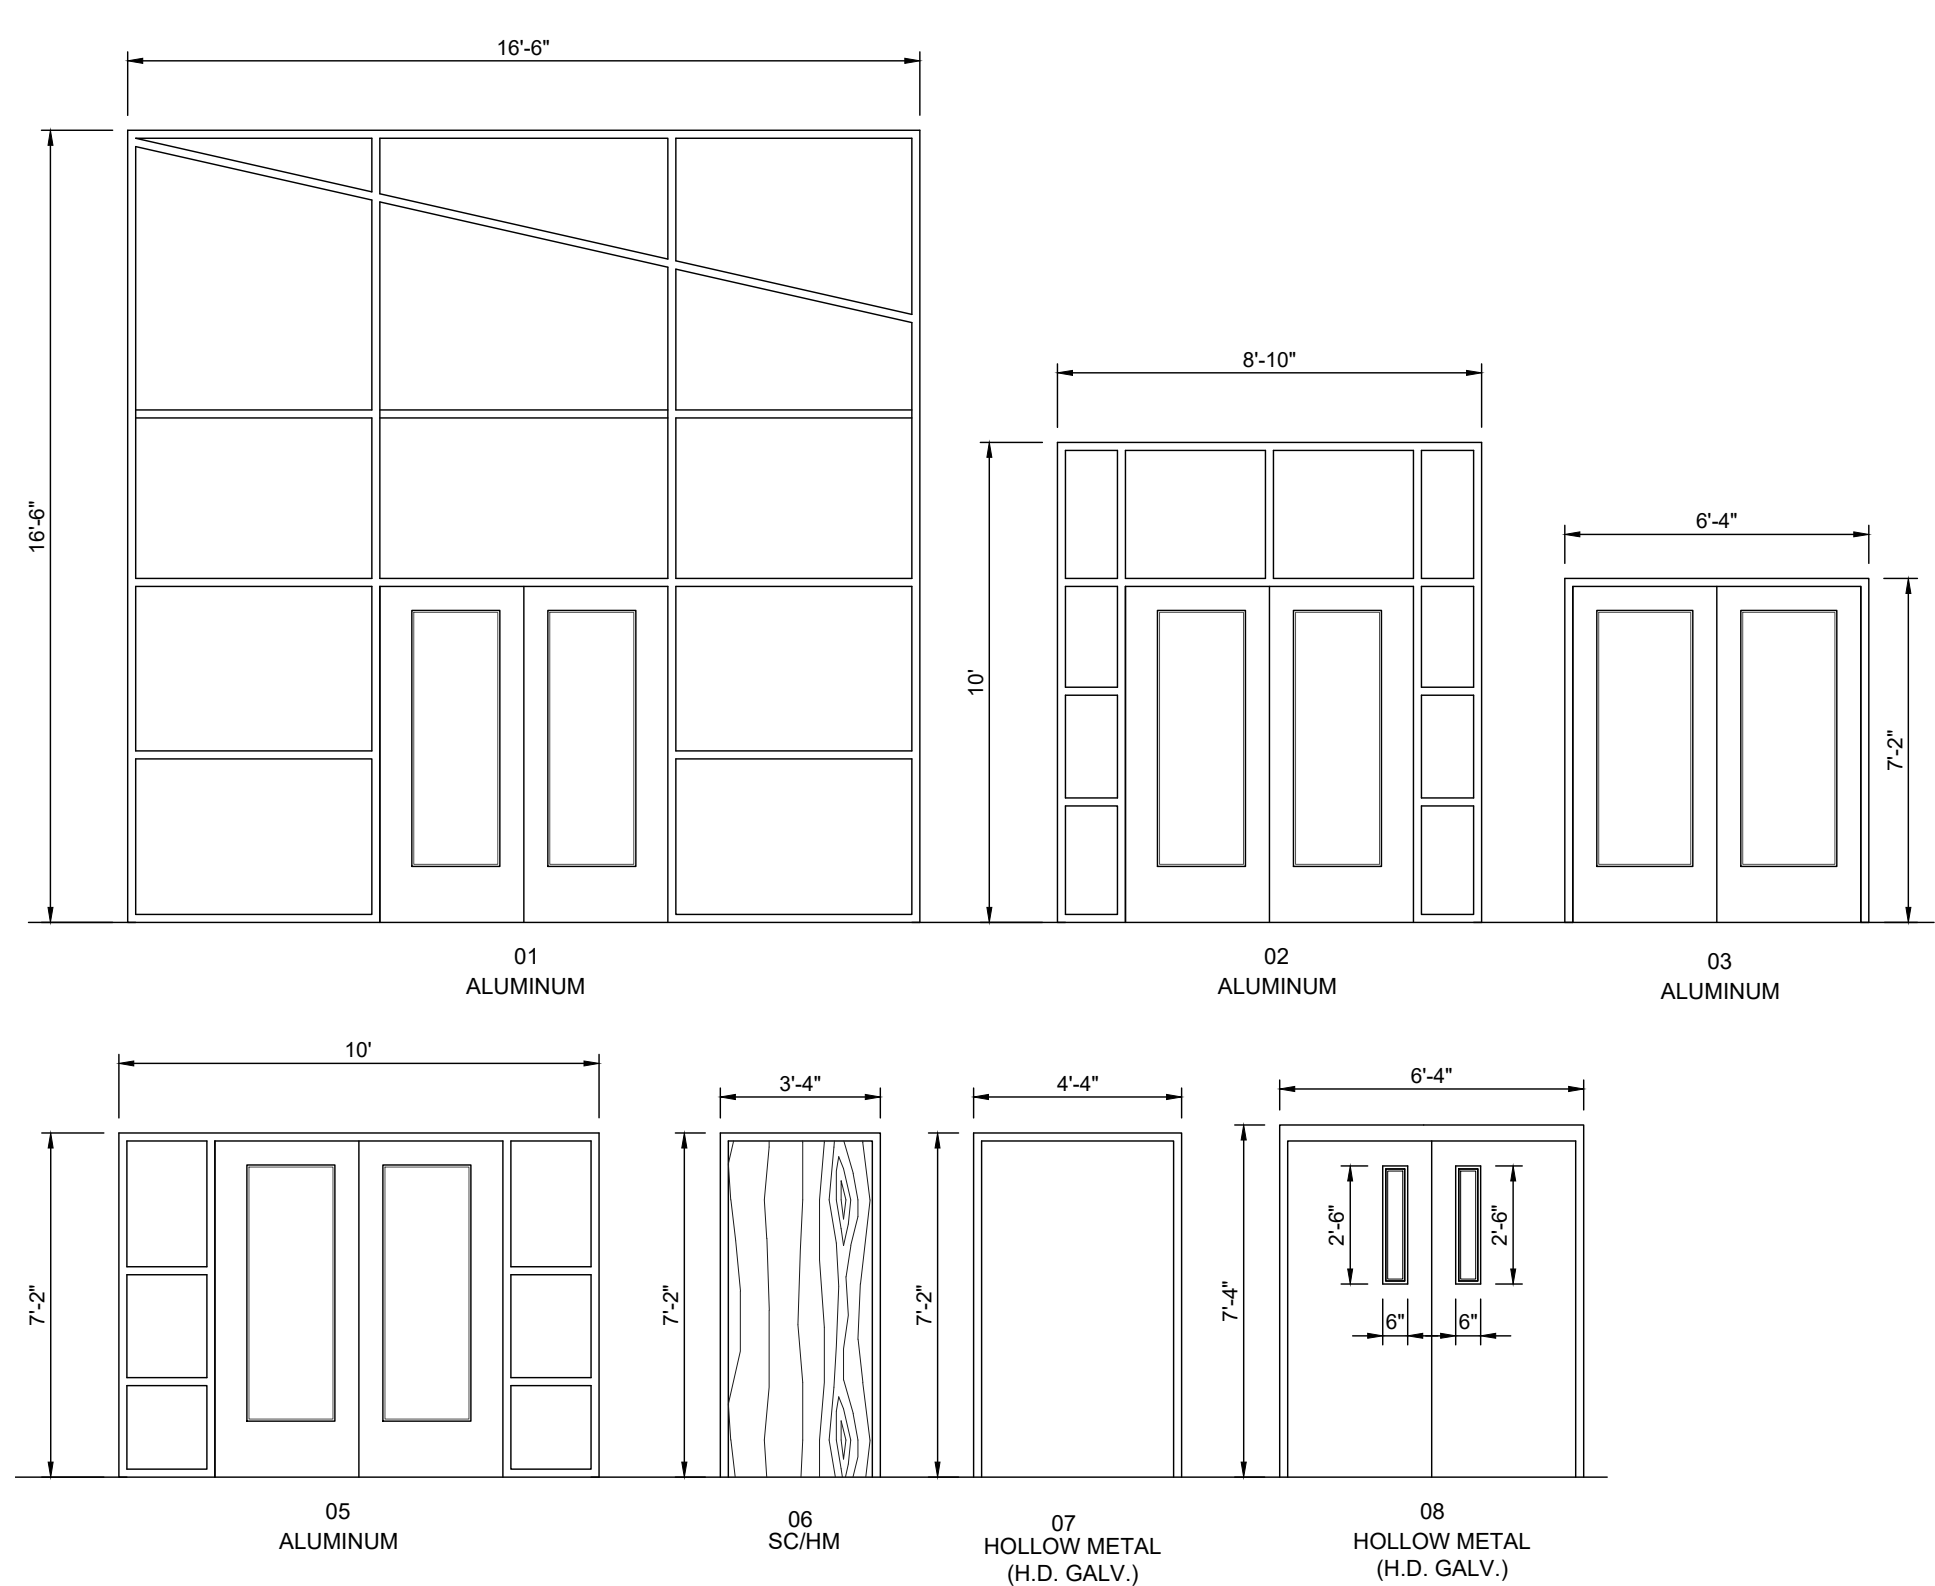 16'-6"
16'-6"
8'-10"
10'
6'-4"
7'-2"
01
ALUMINUM
02
ALUMINUM
03
ALUMINUM
10'
7'-2"
3'-4"
7'-2"
4'-4"
7'-2"
6'-4"
7'-4"
2'-6"
2'-6"
6"
6"
05
ALUMINUM
06
SC/HM
07
HOLLOW METAL
(H.D. GALV.)
08
HOLLOW METAL
(H.D. GALV.)